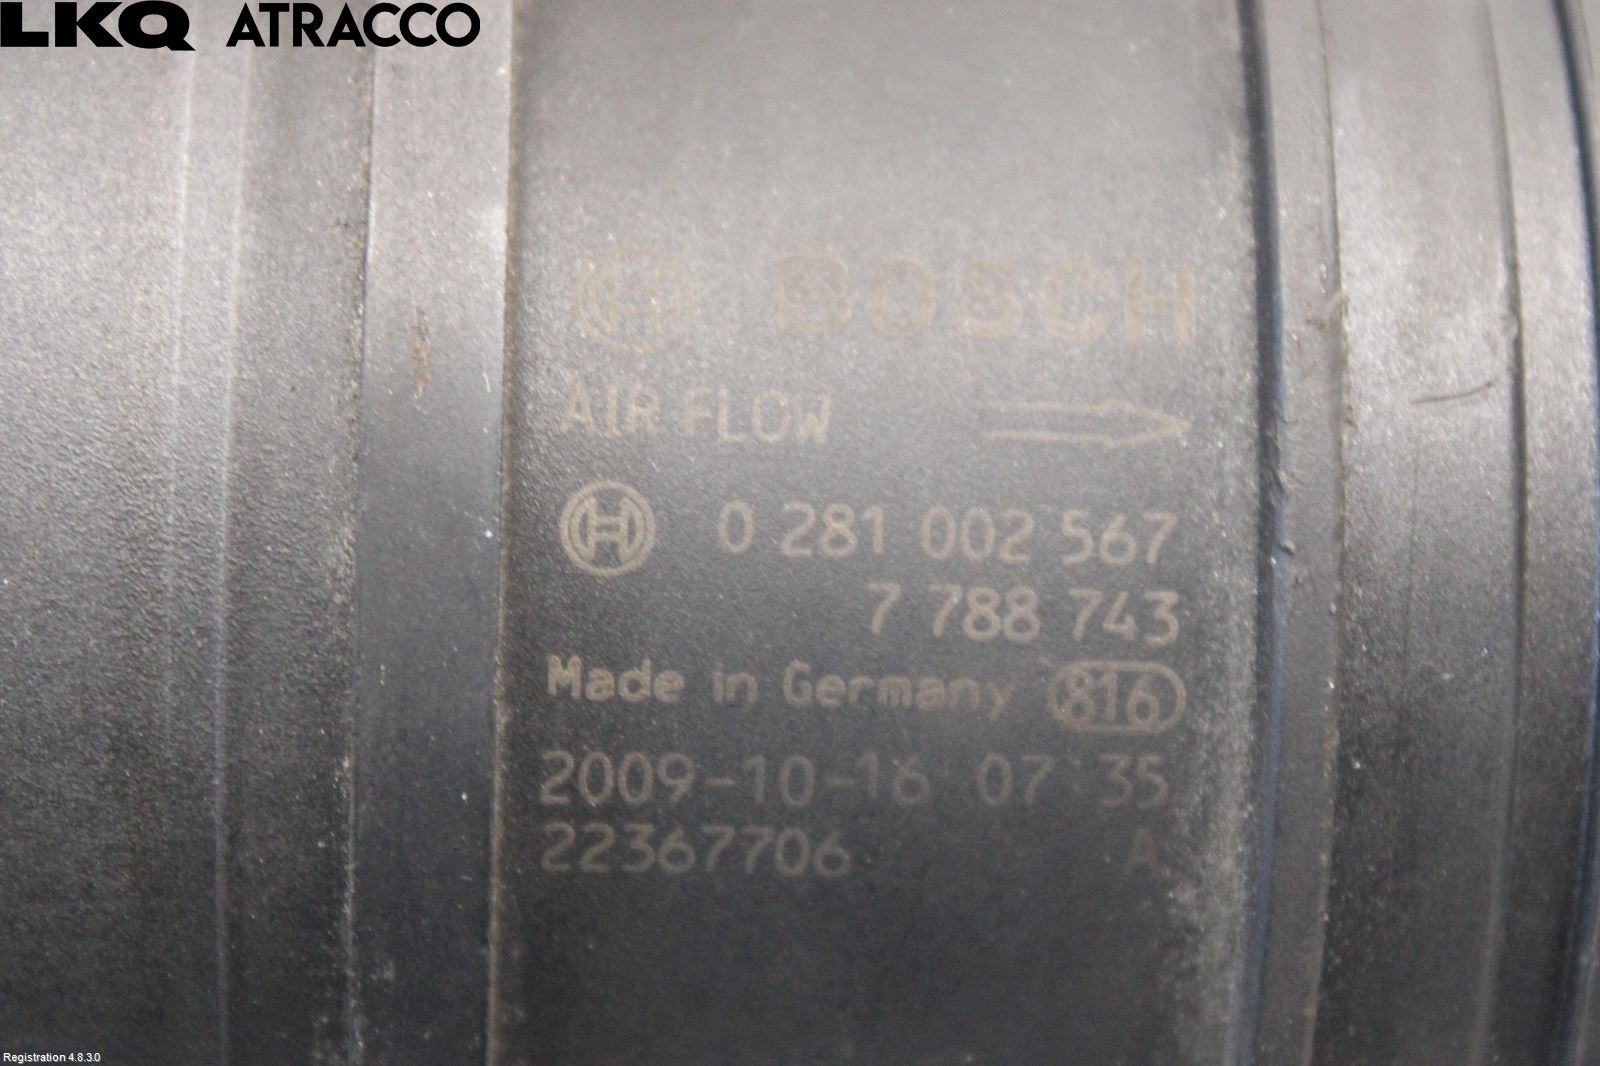 LKQ ATRACCO
BOSCH
AIR FLOW
0 281 002 567
7 788 743
Made in Germany 816
2009-10-16 07:35
22367706 A
Registration 4.8.3.0